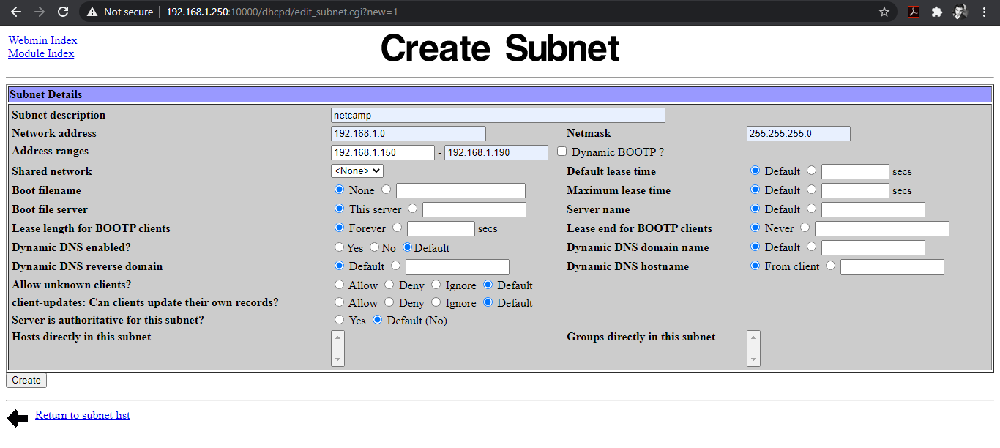 Not secure | 192.168.1.250:10000/dhcpd/edit_subnet.cgi?new=1
Webmin Index
Module Index
Create Subnet
Subnet Details
Subnet description netcamp
Network address 192.168.1.0 Netmask 255.255.255.0
Address ranges 192.168.1.150 - 192.168.1.190 Dynamic BOOTP ?
Shared network <None> Default lease time Default secs
Boot filename None Maximum lease time Default secs
Boot file server This server Server name Default
Lease length for BOOTP clients Forever secs Lease end for BOOTP clients Never
Dynamic DNS enabled? Yes No Default Dynamic DNS domain name Default
Dynamic DNS reverse domain Default Dynamic DNS hostname From client
Allow unknown clients? Allow Deny Ignore Default
client-updates: Can clients update their own records? Allow Deny Ignore Default
Server is authoritative for this subnet? Yes Default (No)
Hosts directly in this subnet Groups directly in this subnet
Create
Return to subnet list